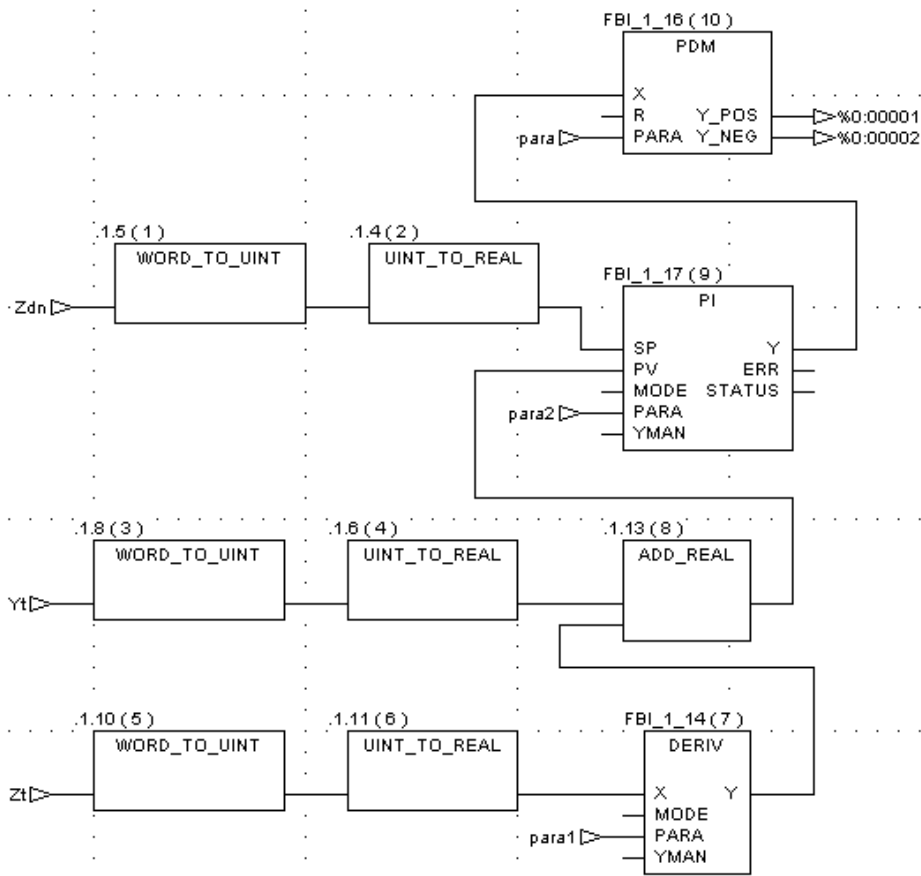 FBI_1_16(10)
PDM
X
R Y_POS %0:00001
para PARA Y_NEG %0:00002
.1.5(1) .1.4(2)
WORD_TO_UINT UINT_TO_REAL
FBI_1_17(9)
Zdn PI
SP Y
PV ERR
MODE STATUS
para2 PARA
YMAN
.1.8(3) .1.6(4) .1.13(8)
WORD_TO_UINT UINT_TO_REAL ADD_REAL
Yt
.1.10(5) .1.11(6) FBI_1_14(7)
WORD_TO_UINT UINT_TO_REAL DERIV
Zt X Y
MODE
para1 PARA
YMAN